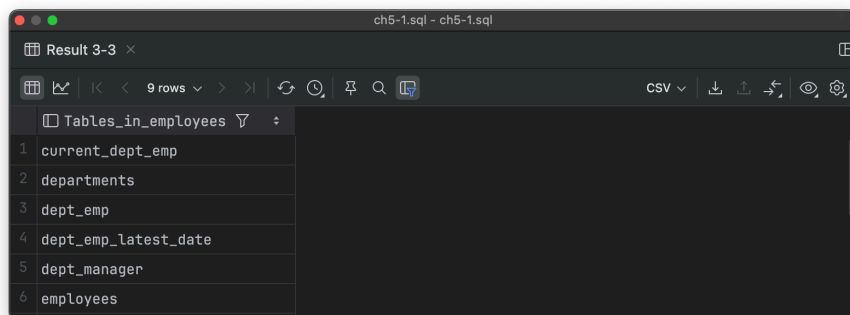 ch5-1.sql - ch5-1.sql
Result 3-3
9 rows CSV
Tables_in_employees
1 current_dept_emp
2 departments
3 dept_emp
4 dept_emp_latest_date
5 dept_manager
6 employees